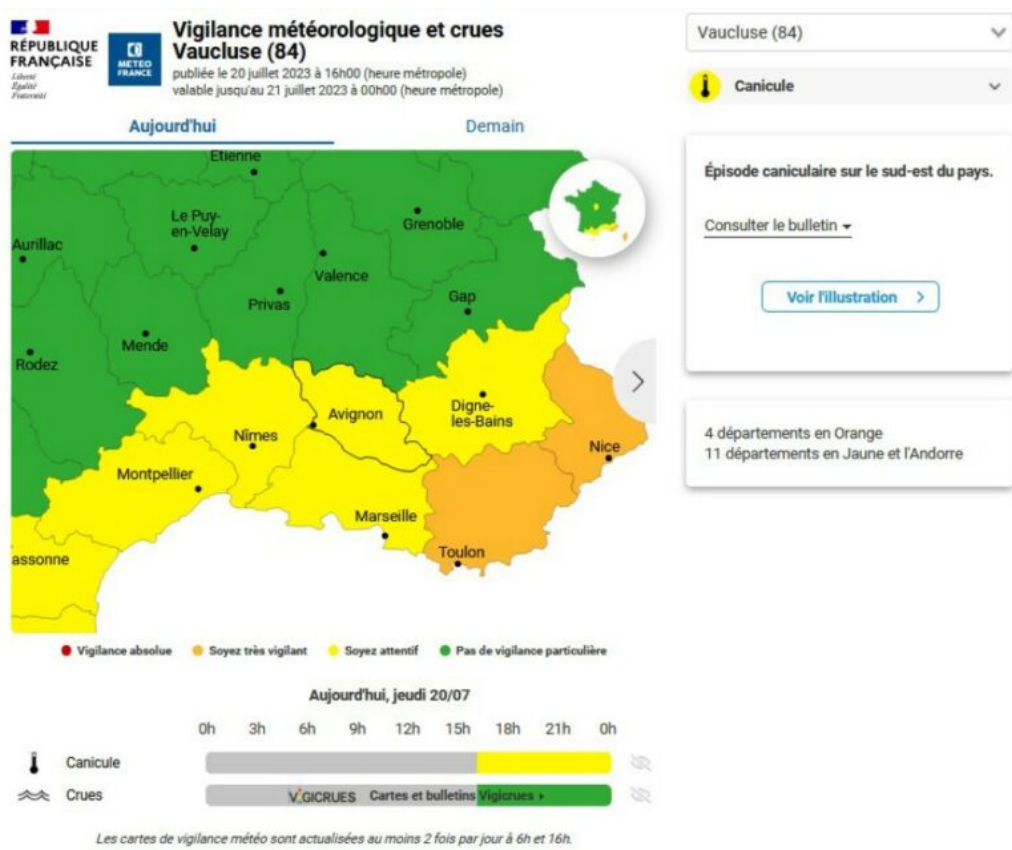 RÉPUBLIQUE
FRANÇAISE
Liberté
Égalité
Fraternité
METEO
FRANCE
Vigilance météorologique et crues
Vaucluse (84)
publiée le 20 juillet 2023 à 16h00 (heure métropole)
valable jusqu'au 21 juillet 2023 à 00h00 (heure métropole)
Aujourd'hui
Demain
Etienne
Le Puy-
en-Velay
Grenoble
Aurillac
Valence
Privas
Gap
Mende
Rodez
Avignon
Digne-
les-Bains
Nîmes
Nice
Montpellier
Marseille
assonne
Toulon
Vigilance absolue Soyez très vigilant Soyez attentif Pas de vigilance particulière
Aujourd'hui, jeudi 20/07
0h 3h 6h 9h 12h 15h 18h 21h 0h
Canicule
Crues VIGICRUES Cartes et bulletins Vigicrues
Les cartes de vigilance météo sont actualisées au moins 2 fois par jour à 6h et 16h.
Vaucluse (84)
Canicule
Épisode caniculaire sur le sud-est du pays.
Consulter le bulletin
Voir l'illustration >
4 départements en Orange
11 départements en Jaune et l'Andorre